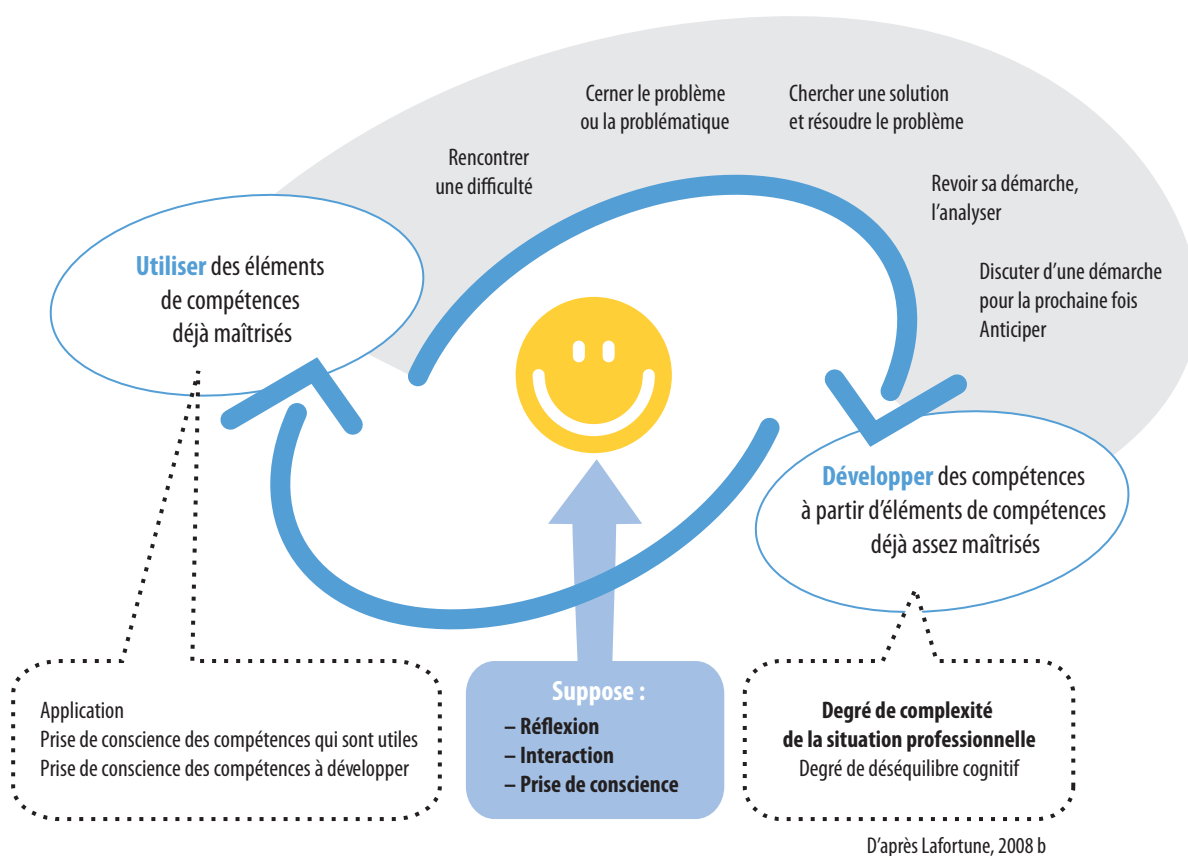 Cerner le problème
ou la problématique
Chercher une solution
et résoudre le problème
Rencontrer
une difficulté
Revoir sa démarche,
l'analyser
Discuter d'une démarche
pour la prochaine fois
Anticiper
Utiliser des éléments
de compétences
déjà maîtrisés
Développer des compétences
à partir d'éléments de compétences
déjà assez maîtrisés
Application
Prise de conscience des compétences qui sont utiles
Prise de conscience des compétences à développer
Suppose :
– Réflexion
– Interaction
– Prise de conscience
Degré de complexité
de la situation professionnelle
Degré de déséquilibre cognitif
D'après Lafortune, 2008 b